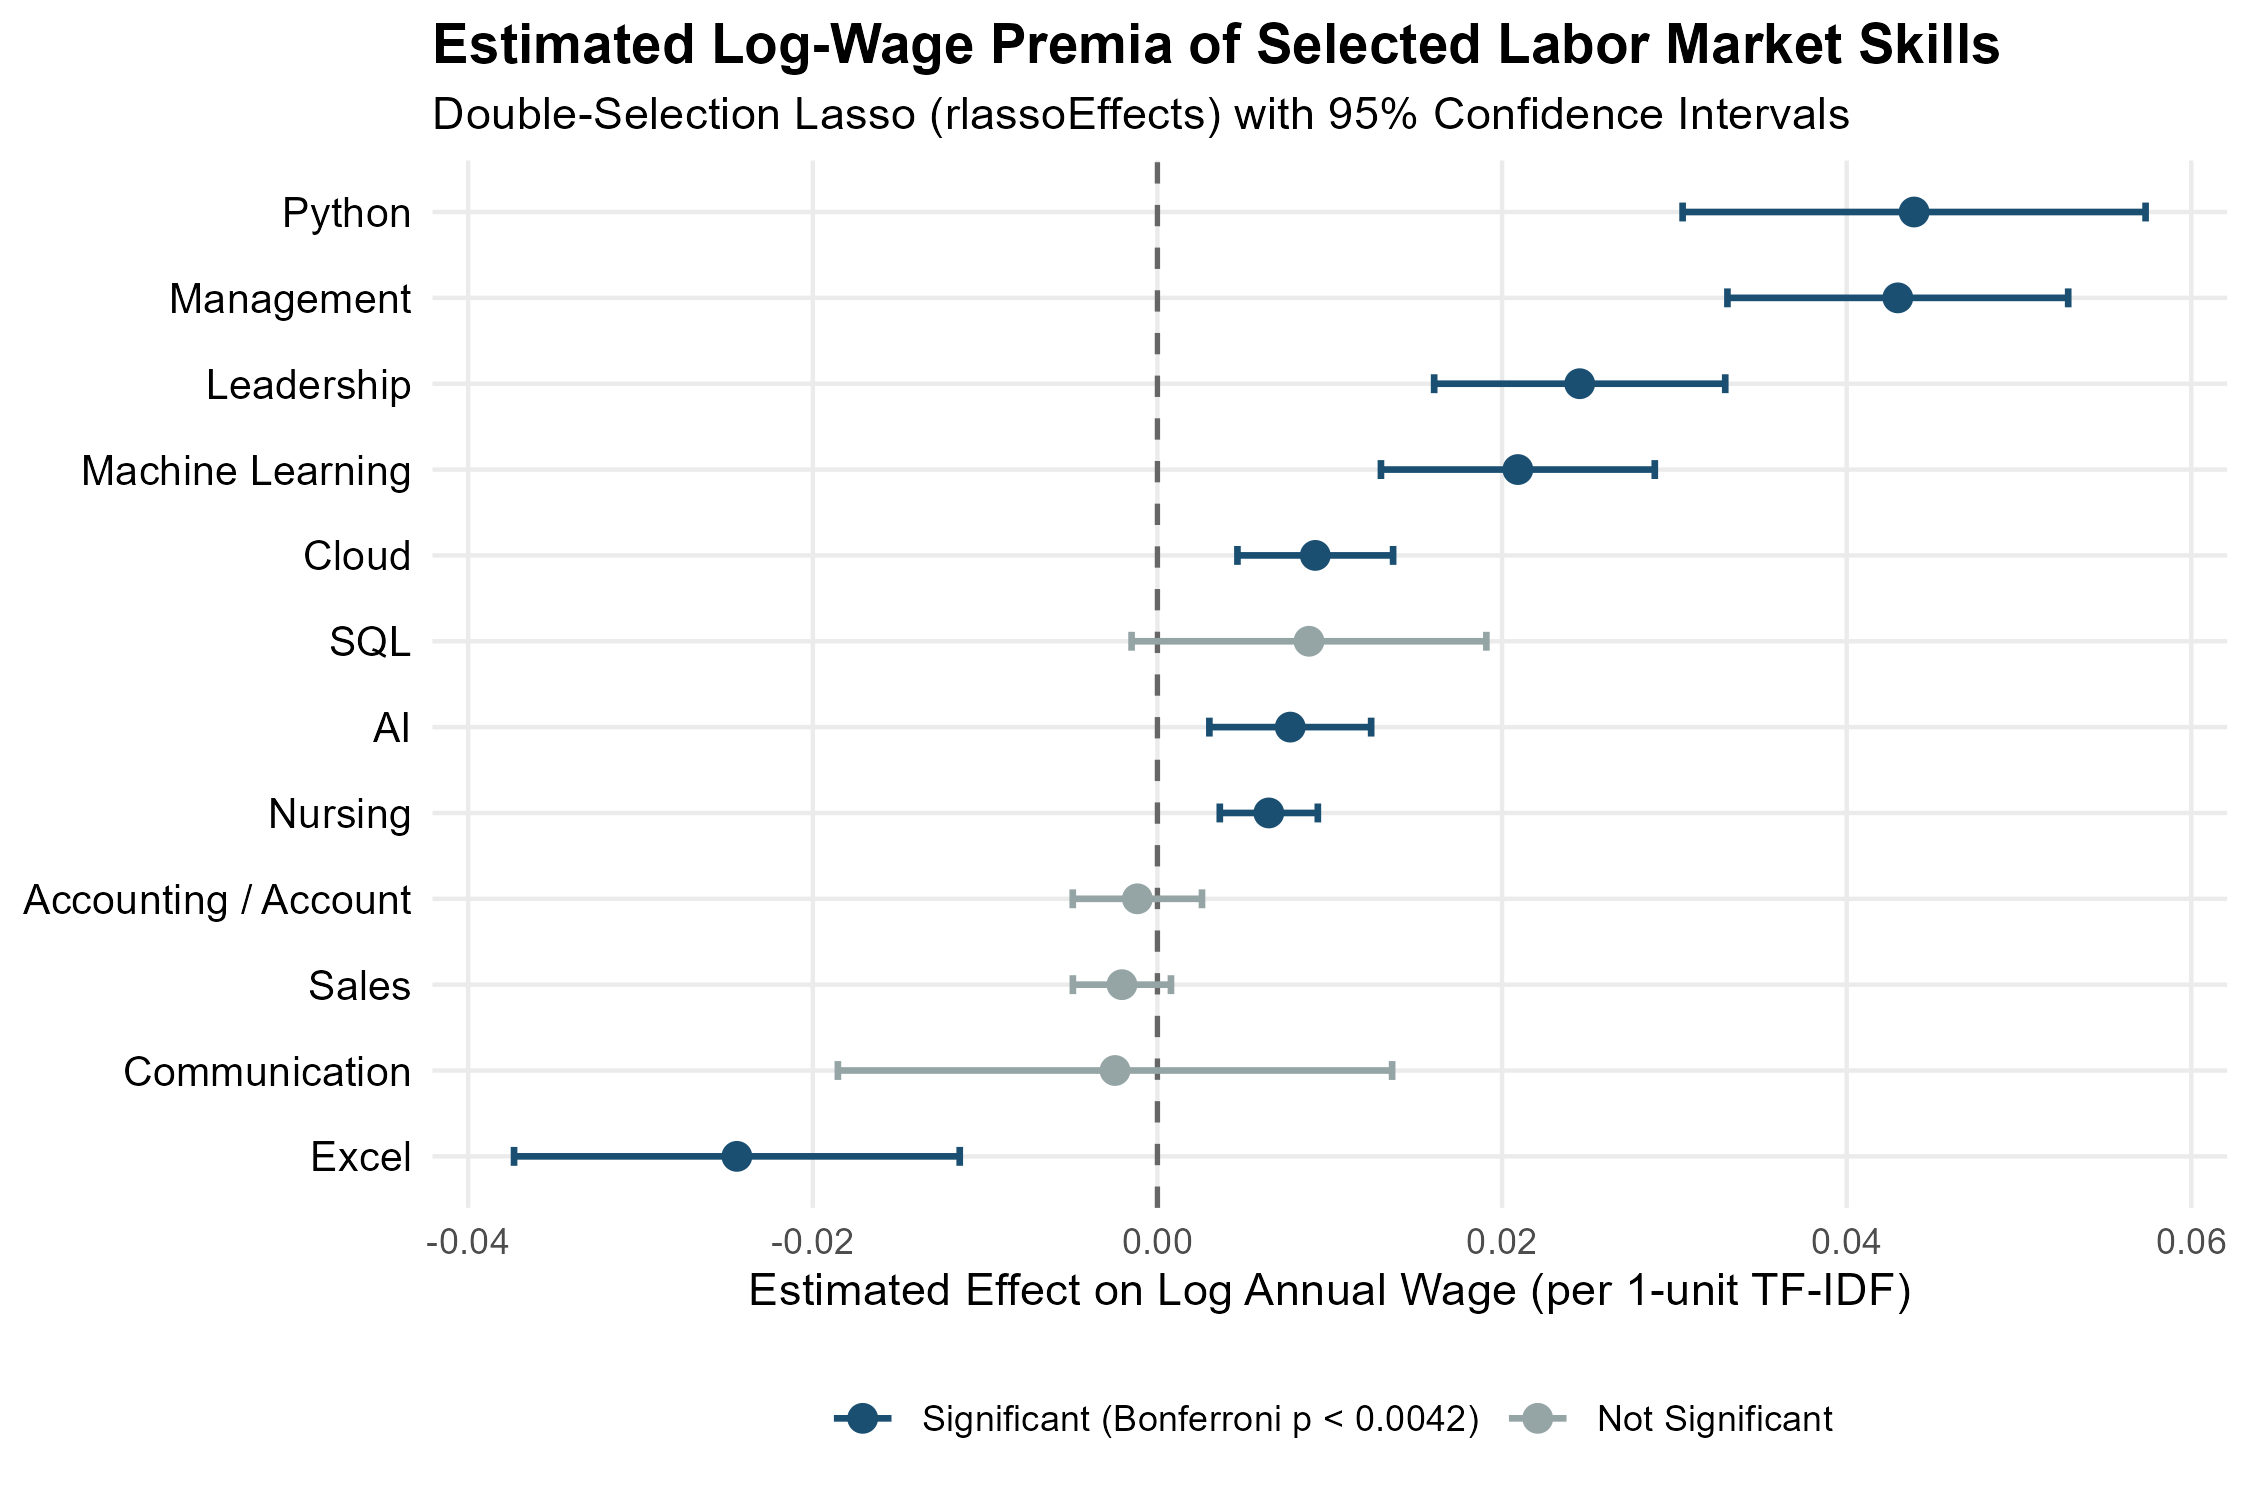 Estimated Log-Wage Premia of Selected Labor Market Skills
Double-Selection Lasso (rlassoEffects) with 95% Confidence Intervals
Python
Management
Leadership
Machine Learning
Cloud
SQL
AI
Nursing
Accounting / Account
Sales
Communication
Excel
-0.04 -0.02 0.00 0.02 0.04 0.06
Estimated Effect on Log Annual Wage (per 1-unit TF-IDF)
Significant (Bonferroni p < 0.0042) Not Significant